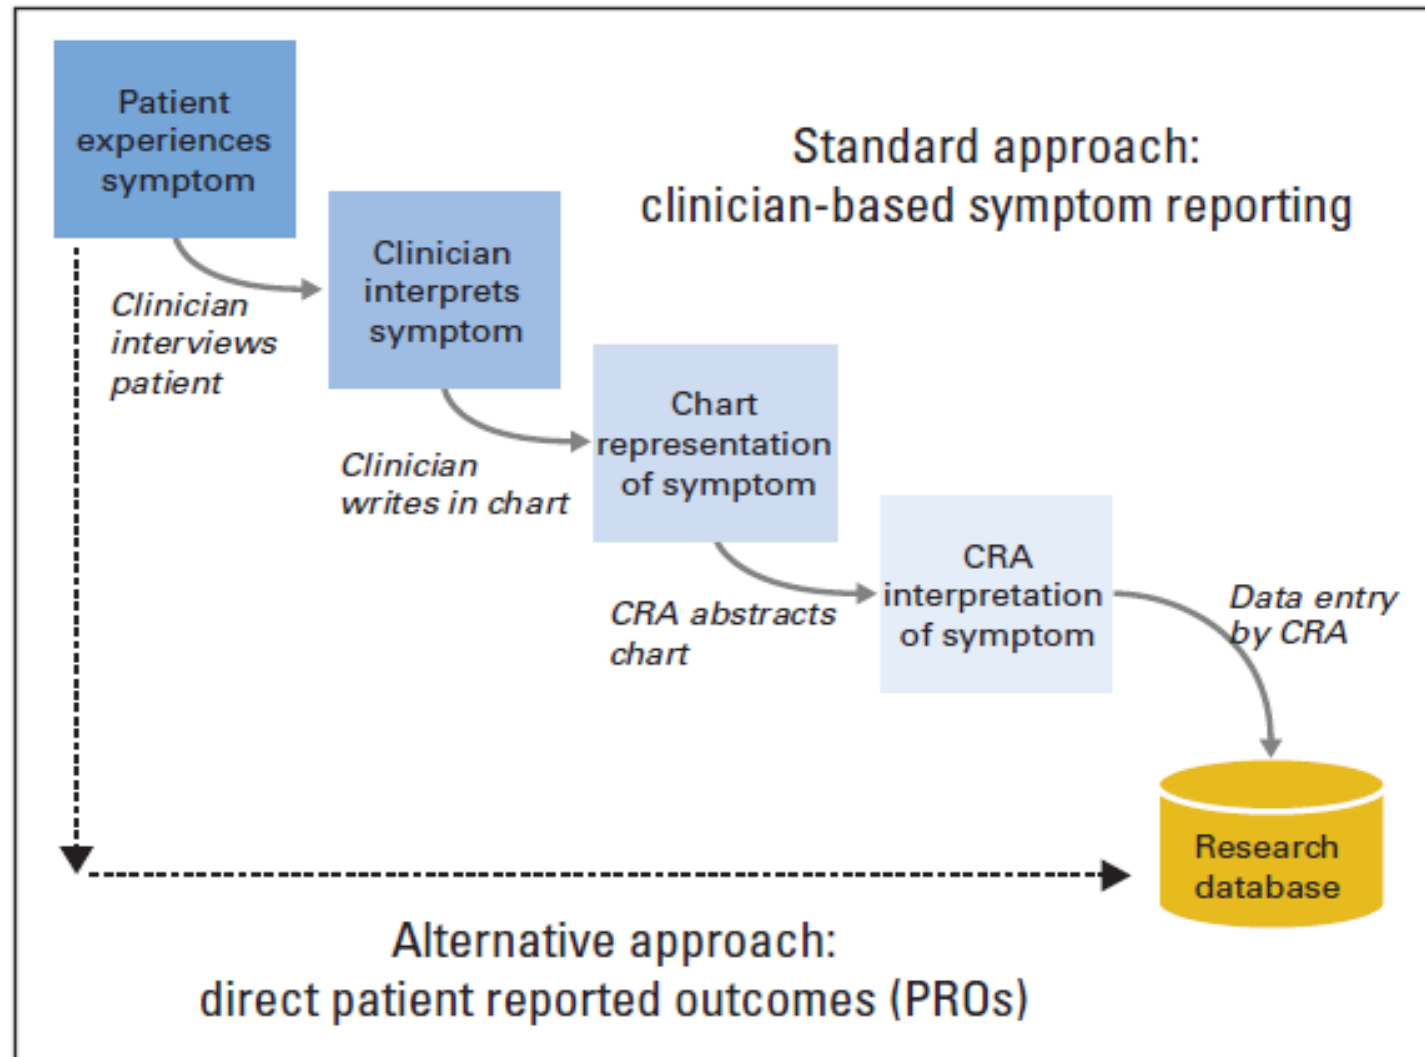 Patient
experiences
symptom
Standard approach:
clinician-based symptom reporting
Clinician
interprets
symptom
Clinician
interviews
patient
Chart
representation
of symptom
Clinician
writes in chart
CRA
interpretation
of symptom
CRA abstracts
chart
Data entry
by CRA
Research
database
Alternative approach:
direct patient reported outcomes (PROs)